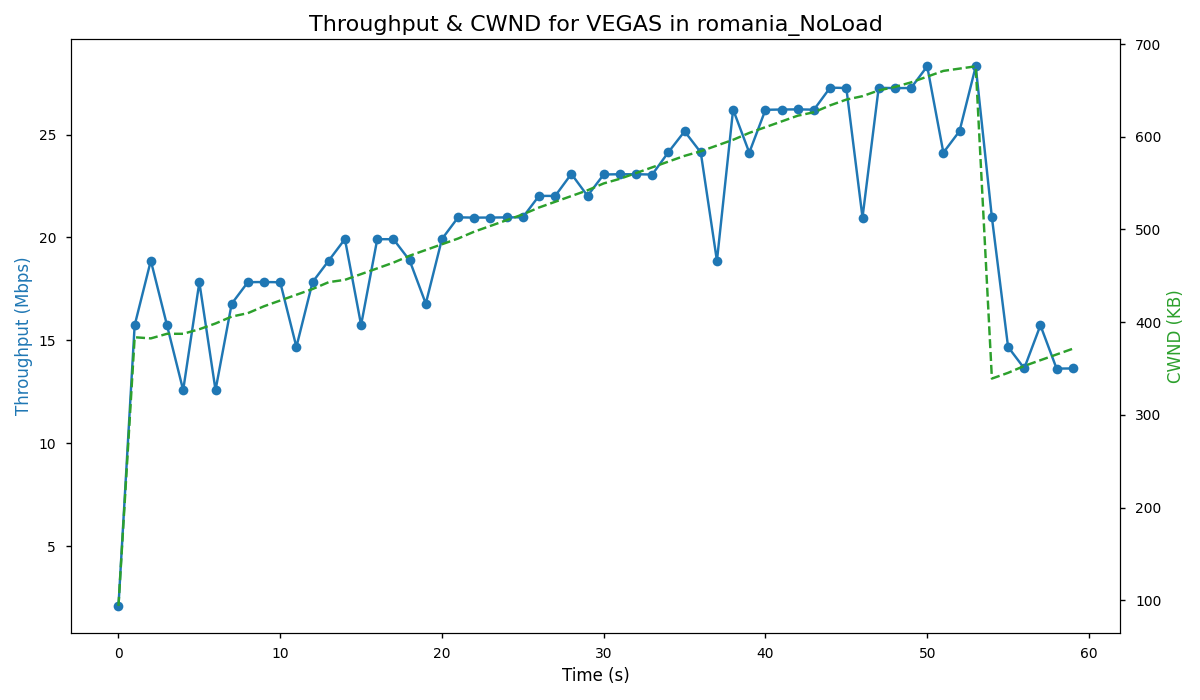 Throughput & CWND for VEGAS in romania_NoLoad
Throughput (Mbps)
25
20
15
10
5
700
600
500
400
300
200
100
CWND (KB)
0 10 20 30 40 50 60
Time (s)